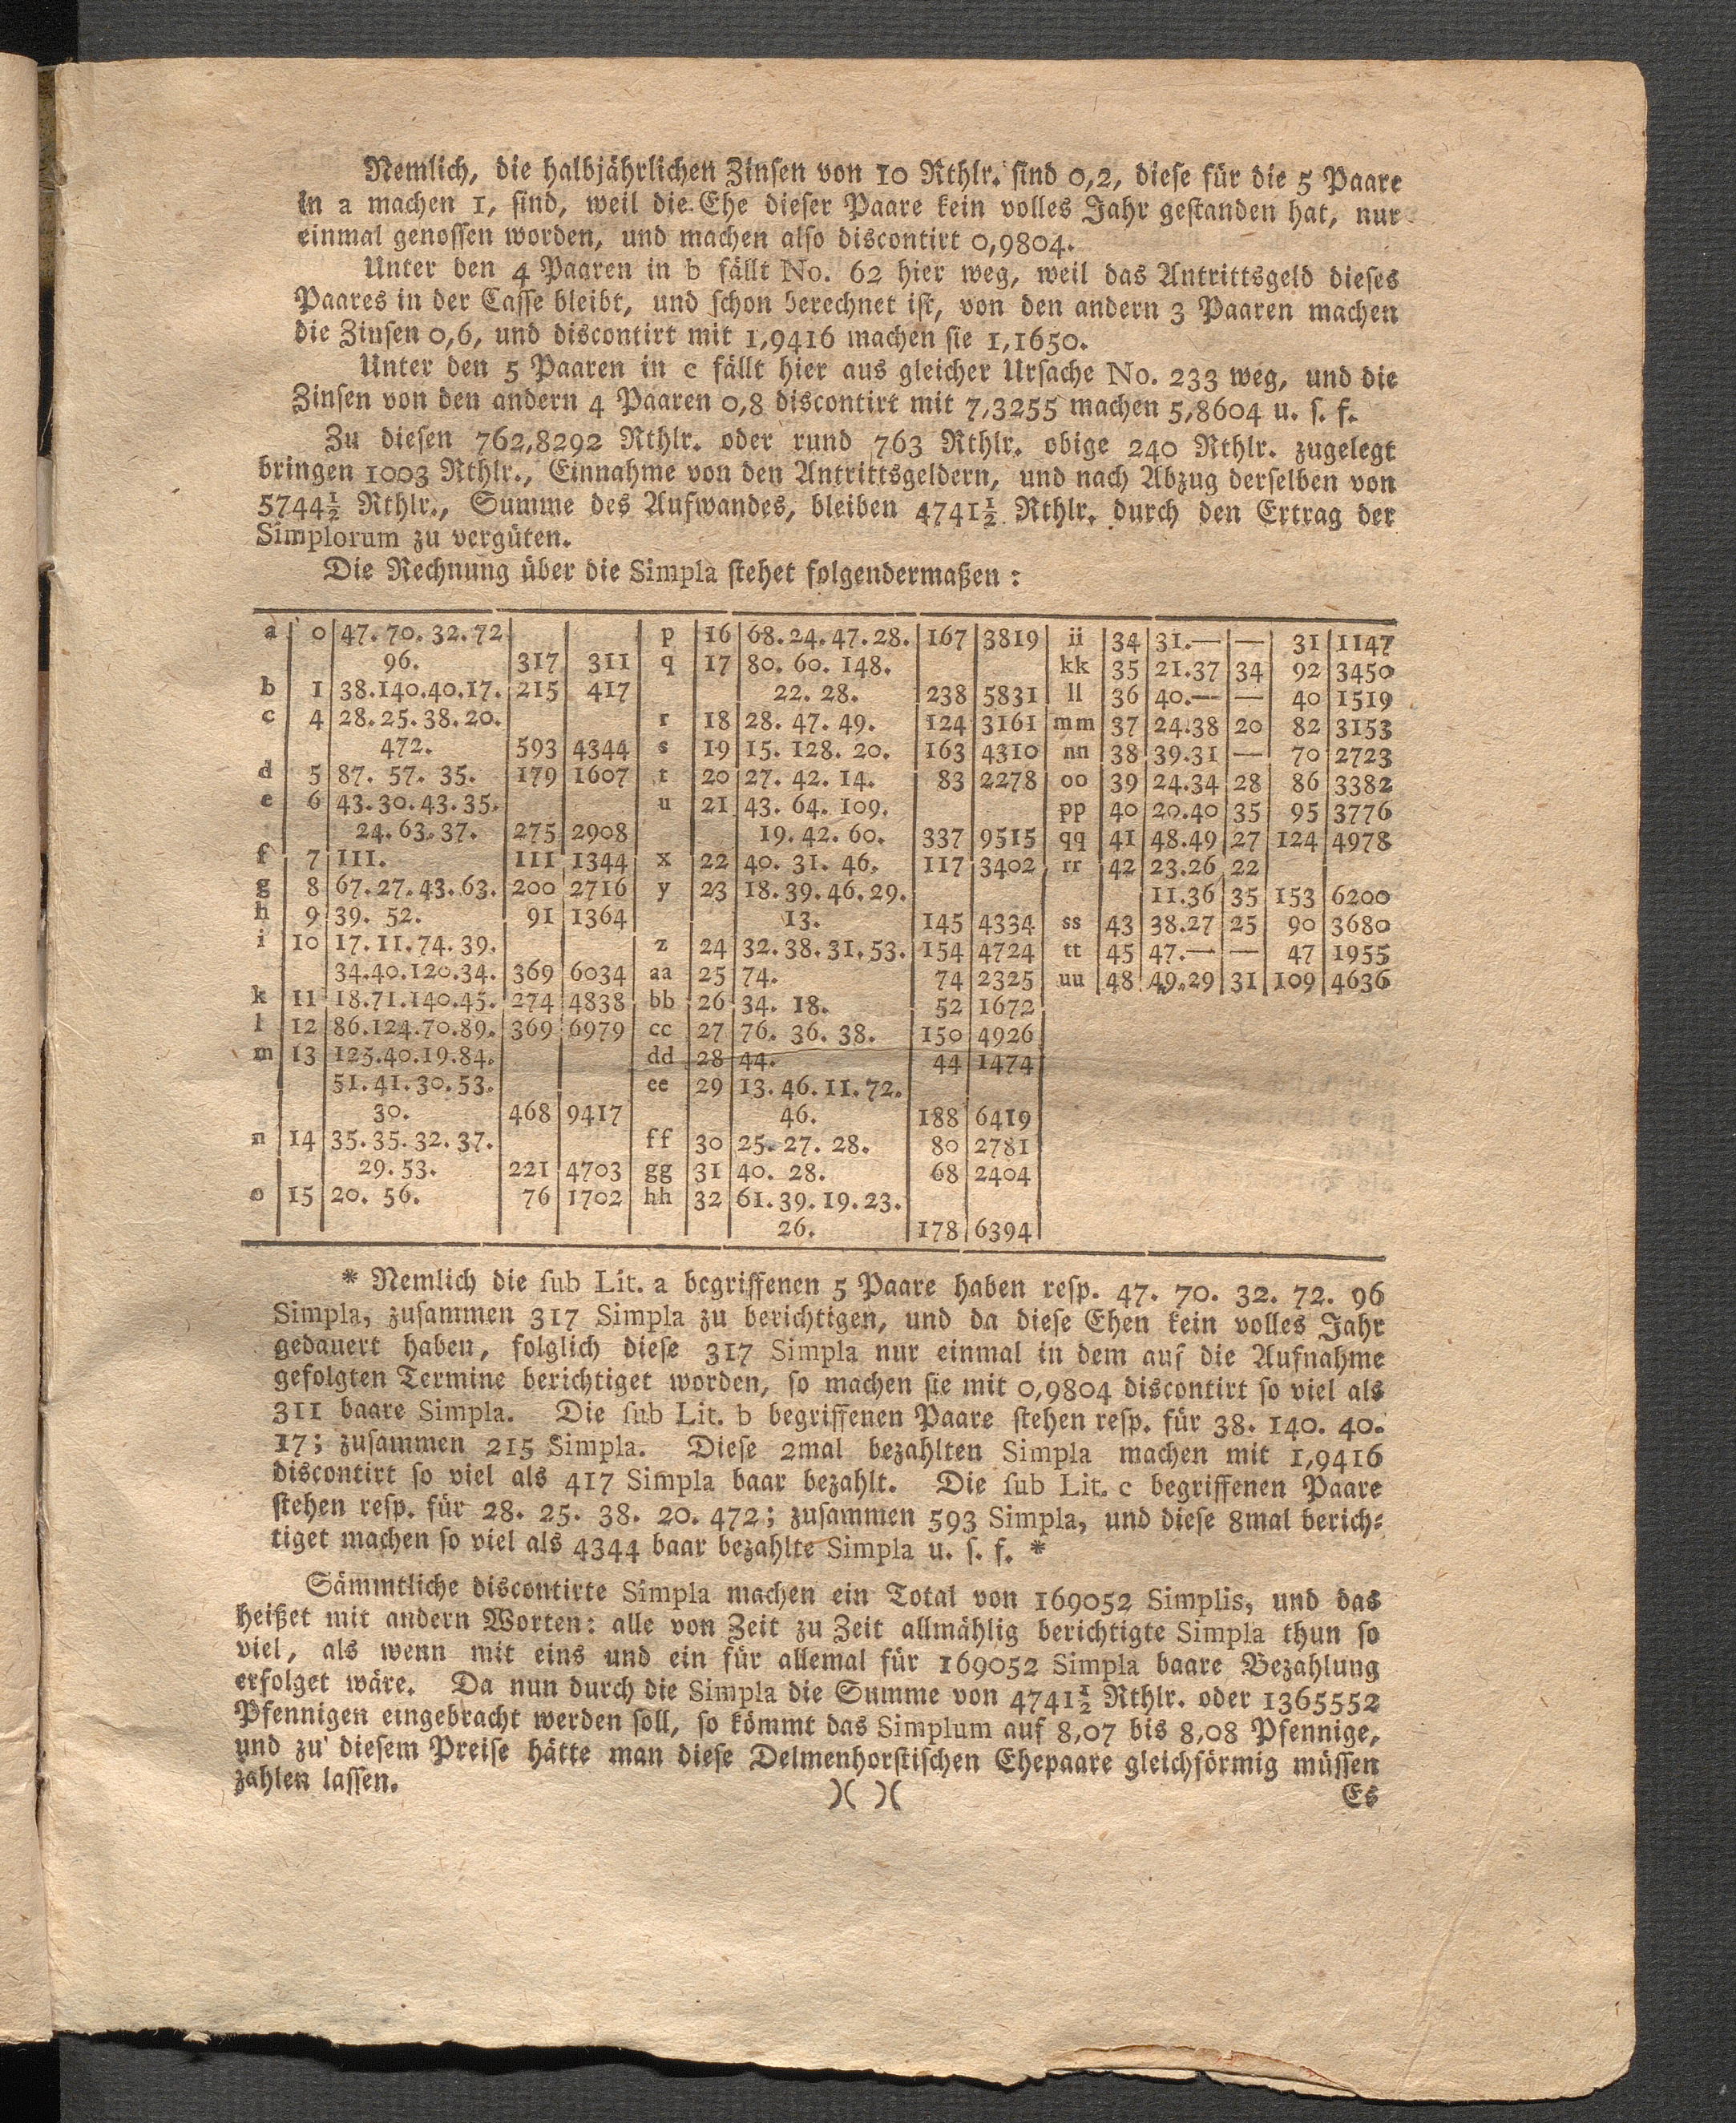 Nemlich, die halbjährlichen Zinsen von 10 Rthlr. sind 0,2, diese für die 5 Paare
in a machen 1, sind, weil die Ehe dieser Paare kein volles Jahr gestanden hat, nur
einmal genossen worden, und machen also discontirt 0,9804.
Unter den 4 Paaren in b fällt No. 62 hier weg, weil das Antrittsgeld dieses
Paares in der Casse bleibt, und schon berechnet ist, von den andern 3 Paaren machen
die Zinsen 0,6, und discontirt mit 1,9416 machen sie 1,1650.
Unter den 5 Paaren in c fällt hier aus gleicher Ursache No. 233 weg, und die
Zinsen von den andern 4 Paaren 0,8 discontirt mit 7,3255 machen 5,8604 u. s. f.
Zu diesen 762,8292 Rthlr. oder rund 763 Rthlr. obige 240 Rthlr. zugelegt
bringen 1003 Rthlr., Einnahme von den Antrittsgeldern, und nach Abzug derselben von
5744½ Rthlr., Summe des Aufwandes, bleiben 4741½ Rthlr. durch den Ertrag der
Simplorum zu vergüten.
Die Rechnung über die Simpla stehet folgendermaßen:
a 0 47. 70. 32. 72
96. 317 311
b 1 38.140.40.17. 215 417
c 4 28. 25. 38. 20.
472. 593 4344
d 5 87. 57. 35. 179 1607
e 6 43. 30. 43. 35.
24. 63. 37. 275 2908
f 7 111. 111 1344
g 8 67. 27. 43. 63. 200 2716
h 9 39. 52. 91 1364
i 10 17. 11. 74. 39.
34.40.120.34. 369 6034
k 11 18.71.140.45. 274 4838
l 12 86.124.70.89. 369 6979
m 13 125.40.19.84.
51. 41. 30. 53.
30. 468 9417
n 14 35. 35. 32. 37.
29. 53. 221 4703
o 15 20. 56. 76 1702
p 16 68. 24. 47. 28. 167 3819
q 17 80. 60. 148.
22. 28. 238 5831
r 18 28. 47. 49. 124 3161
s 19 15. 128. 20. 163 4310
t 20 27. 42. 14. 83 2278
u 21 43. 64. 109.
19. 42. 60. 337 9515
x 22 40. 31. 46. 117 3402
y 23 18. 39. 46. 29.
13. 145 4334
z 24 32. 38. 31. 53. 154 4724
aa 25 74. 74 2325
bb 26 34. 18. 52 1672
cc 27 76. 36. 38. 150 4926
dd 28 44. 44 1474
ee 29 13. 46. 11. 72.
46. 188 6419
ff 30 25. 27. 28. 80 2781
gg 31 40. 28. 68 2404
hh 32 61. 39. 19. 23.
26. 178 6394
ii 34 31.— — 31 1147
kk 35 21.37 34 92 3450
ll 36 40.— — 40 1519
mm 37 24.38 20 82 3153
nn 38 39.31 — 70 2723
oo 39 24.34 28 86 3382
pp 40 20.40 35 95 3776
qq 41 48.49 27 124 4978
rr 42 23.26 22
11.36 35 153 6200
ss 43 38.27 25 90 3680
tt 45 47.— — 47 1955
uu 48 49.29 31 109 4636
* Nemlich die sub Lit. a begriffenen 5 Paare haben resp. 47. 70. 32. 72. 96
Simpla, zusammen 317 Simpla zu berichtigen, und da diese Ehen kein volles Jahr
gedauert haben, folglich diese 317 Simpla nur einmal in dem auf die Aufnahme
gefolgten Termine berichtiget worden, so machen sie mit 0,9804 discontirt so viel als
311 baare Simpla. Die sub Lit. b begriffenen Paare stehen resp. für 38. 140. 40.
17; zusammen 215 Simpla. Diese 2mal bezahlten Simpla machen mit 1,9416
discontirt so viel als 417 Simpla baar bezahlt. Die sub Lit. c begriffenen Paare
stehen resp. für 28. 25. 38. 20. 472; zusammen 593 Simpla, und diese 8mal berich-
tiget machen so viel als 4344 baar bezahlte Simpla u. s. f. *
Sämmtliche discontirte Simpla machen ein Total von 169052 Simplis, und das
heißet mit andern Worten: alle von Zeit zu Zeit allmählig berichtigte Simpla thun so
viel, als wenn mit eins und ein für allemal für 169052 Simpla baare Bezahlung
erfolget wäre. Da nun durch die Simpla die Summe von 4741½ Rthlr. oder 1365552
Pfennigen eingebracht werden soll, so kömmt das Simplum auf 8,07 bis 8,08 Pfennige,
und zu diesem Preise hätte man diese Delmenhorstischen Ehepaare gleichförmig müssen
zahlen lassen.
)( )( Es